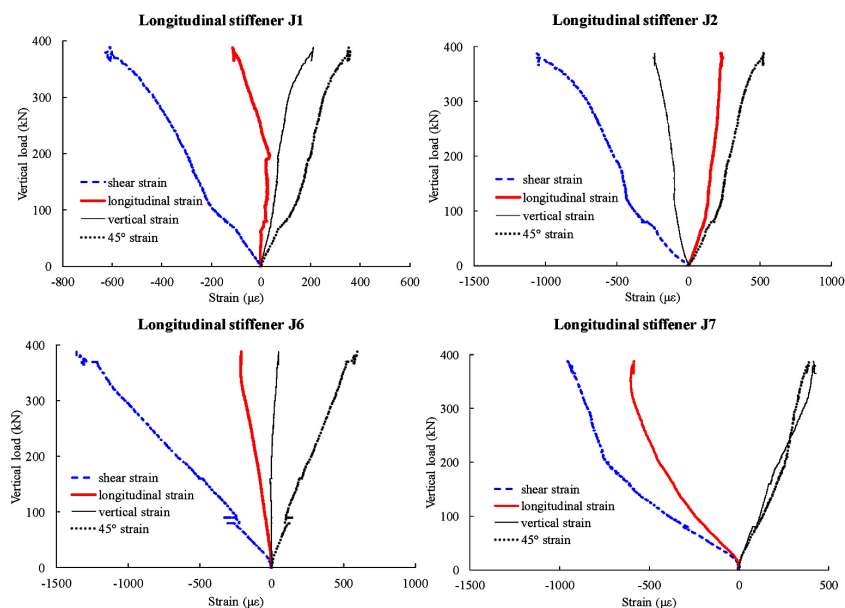 Longitudinal stiffener J1
Vertical load (kN)
400
300
200
100
0
shear strain
longitudinal strain
vertical strain
45° strain
-800 -600 -400 -200 0 200 400 600
Strain (με)
Longitudinal stiffener J2
Vertical load (kN)
400
300
200
100
0
shear strain
longitudinal strain
vertical strain
45° strain
-1500 -1000 -500 0 500 1000
Strain (με)
Longitudinal stiffener J6
Vertical load (kN)
400
300
200
100
0
shear strain
longitudinal strain
vertical strain
45° strain
-1500 -1000 -500 0 500 1000
Strain (με)
Longitudinal stiffener J7
Vertical load (kN)
400
300
200
100
0
shear strain
longitudinal strain
vertical strain
45° strain
-1500 -1000 -500 0 500
Strain (με)